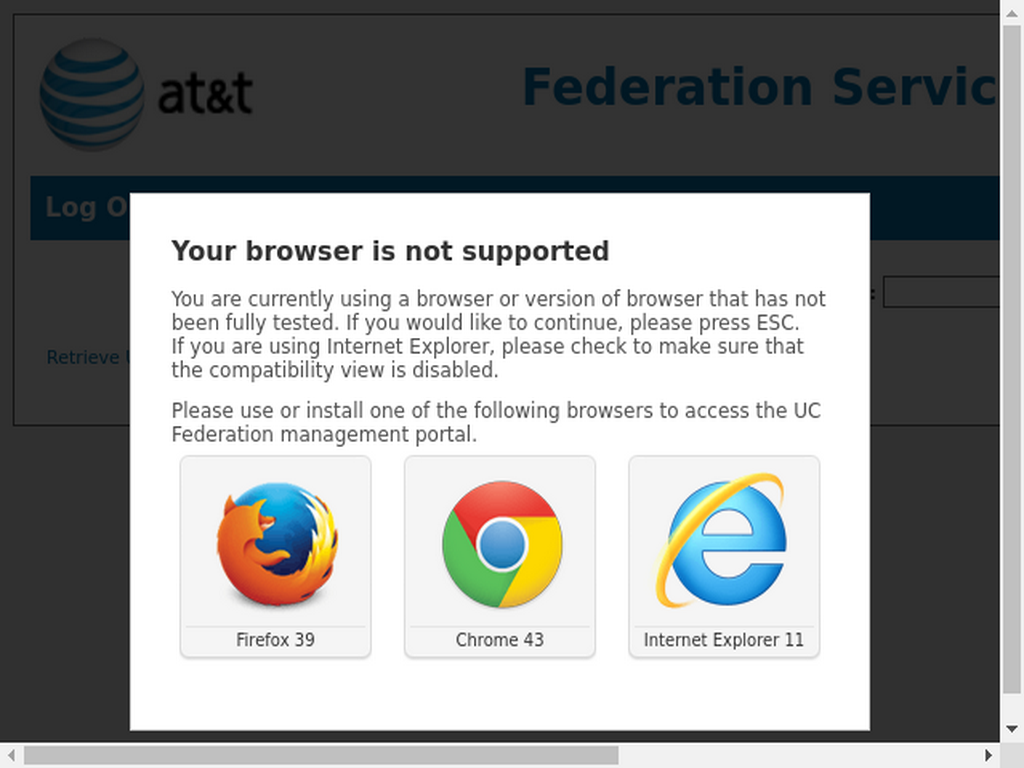 at&t
Federation Servic
Log O
:
Your browser is not supported
You are currently using a browser or version of browser that has not
been fully tested. If you would like to continue, please press ESC.
If you are using Internet Explorer, please check to make sure that
the compatibility view is disabled.
Retrieve
Please use or install one of the following browsers to access the UC
Federation management portal.
Firefox 39
Chrome 43
Internet Explorer 11